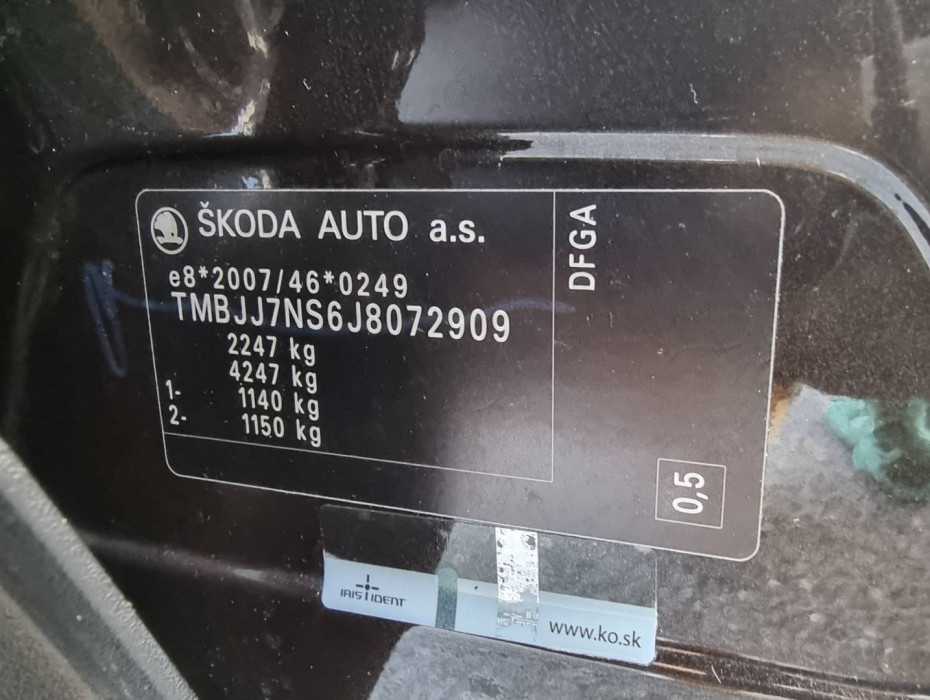 ŠKODA AUTO a.s.
e8*2007/46*0249
TMBJJ7NS6J8072909
2247 kg
4247 kg
1- 1140 kg
2- 1150 kg
DFGA
0,5
IRIS IDENT
www.ko.sk